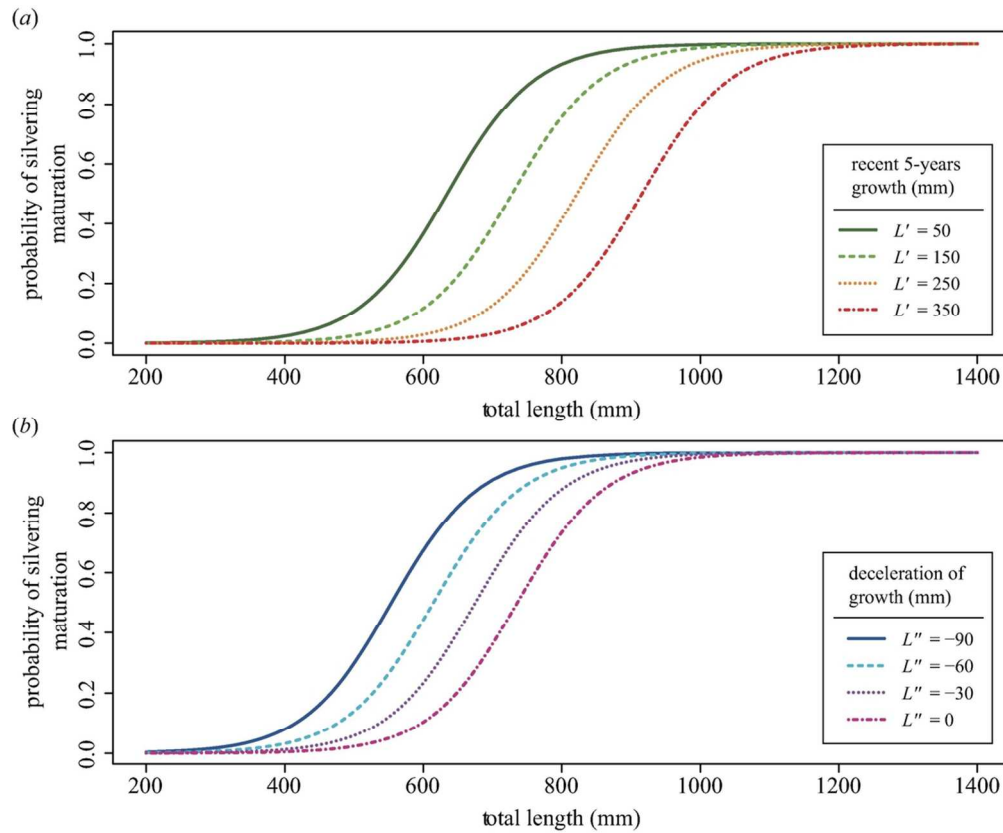 (a)
1.0
0.8
0.6
0.4
0.2
0.0
probability of silvering
maturation
recent 5-years
growth (mm)
L′ = 50
L′ = 150
L′ = 250
L′ = 350
200 400 600 800 1000 1200 1400
total length (mm)
(b)
1.0
0.8
0.6
0.4
0.2
0.0
probability of silvering
maturation
deceleration of
growth (mm)
L″ = −90
L″ = −60
L″ = −30
L″ = 0
200 400 600 800 1000 1200 1400
total length (mm)